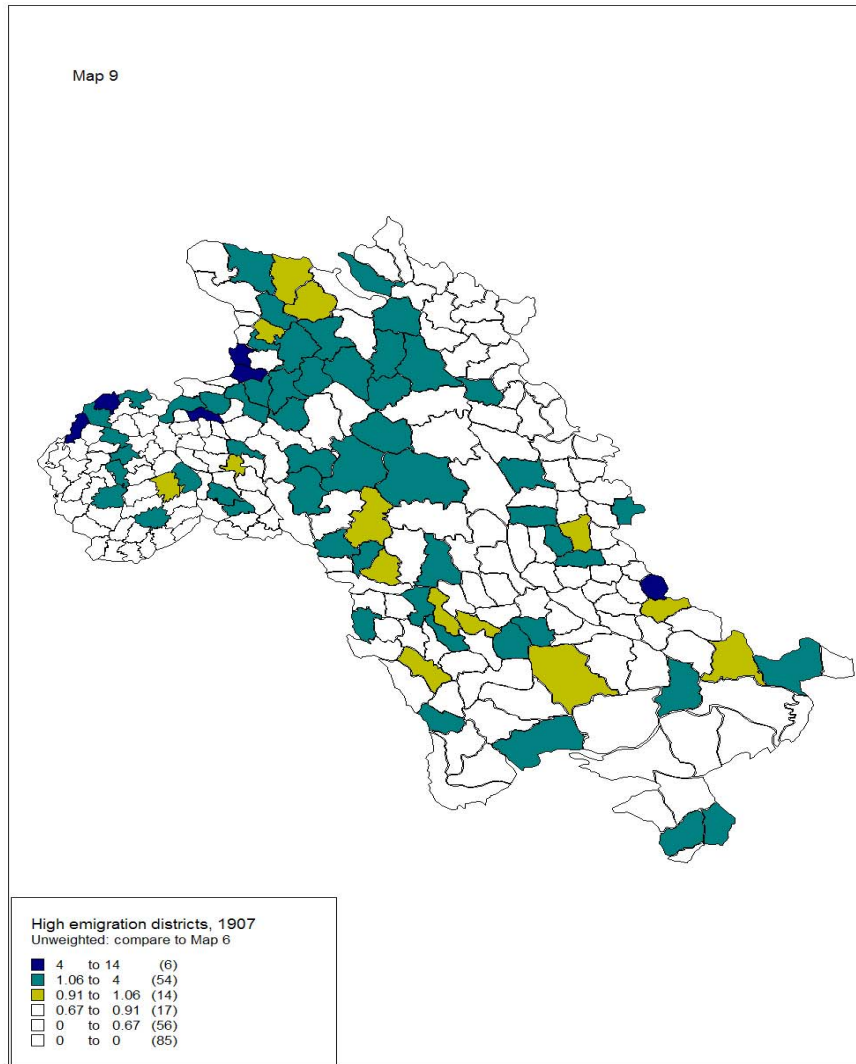 Map 9
High emigration districts, 1907
Unweighted: compare to Map 6
4 to 14 (6)
1.06 to 4 (54)
0.91 to 1.06 (14)
0.67 to 0.91 (17)
0 to 0.67 (56)
0 to 0 (85)